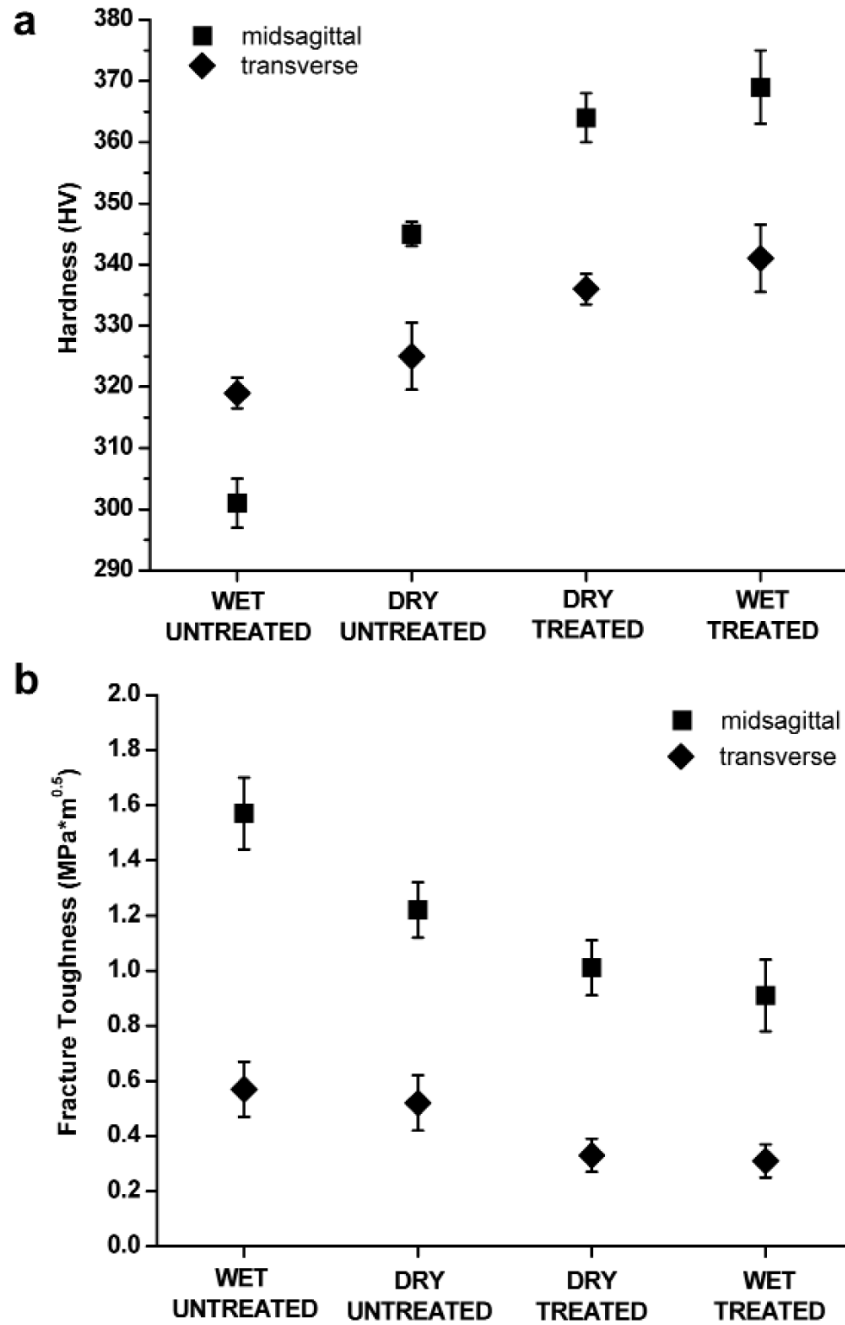 a
midsagittal
transverse
Hardness (HV)
380
370
360
350
340
330
320
310
300
290
WET UNTREATED
DRY UNTREATED
DRY TREATED
WET TREATED
b
midsagittal
transverse
Fracture Toughness (MPa*m^0.5)
2.0
1.8
1.6
1.4
1.2
1.0
0.8
0.6
0.4
0.2
0.0
WET UNTREATED
DRY UNTREATED
DRY TREATED
WET TREATED